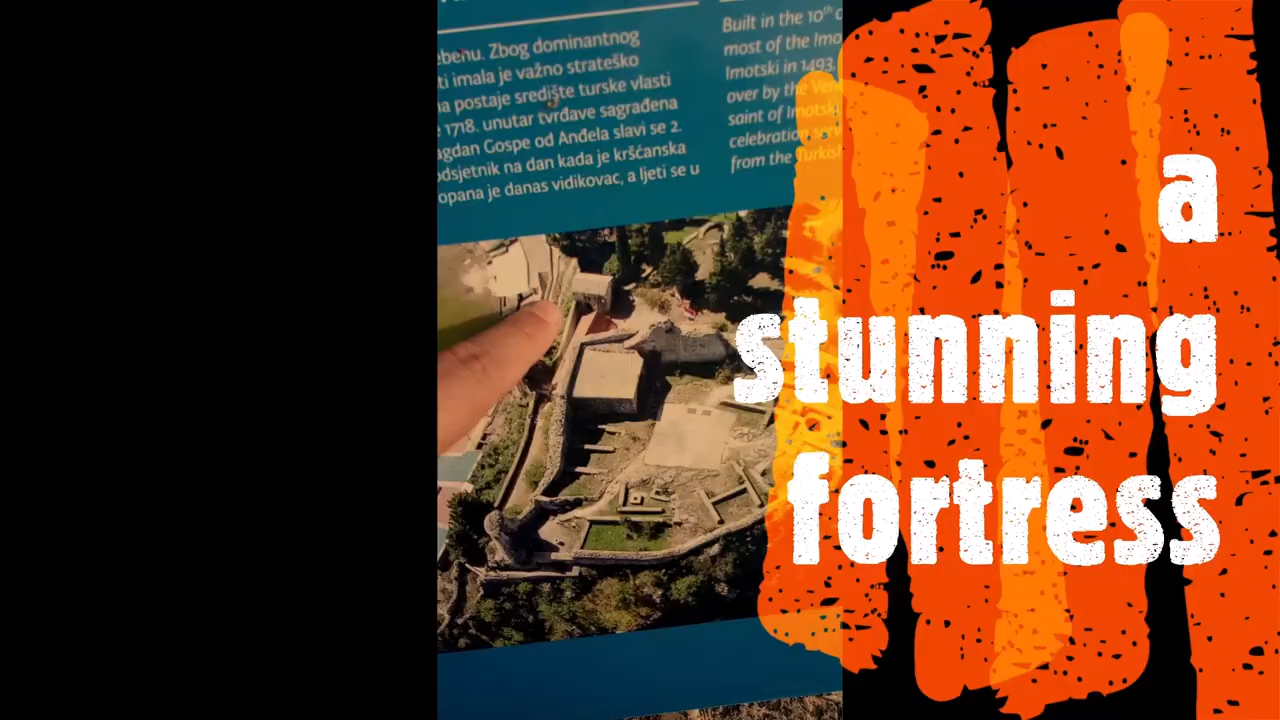 ebenu. Zbog dominantnog
ti imala je važno strateško
na postaje središte turske vlasti
e 1718. unutar tvrđave sagrađena
agdan Gospe od Anđela slavi se 2.
odsjetnik na dan kada je kršćanska
opana je danas vidikovac, a ljeti se u
Built in the 10th c
most of the Imo
Imotski in 1493.
over by the Ven
saint of Imotsk
celebration serv
from the Turkish
a
stunning
fortress